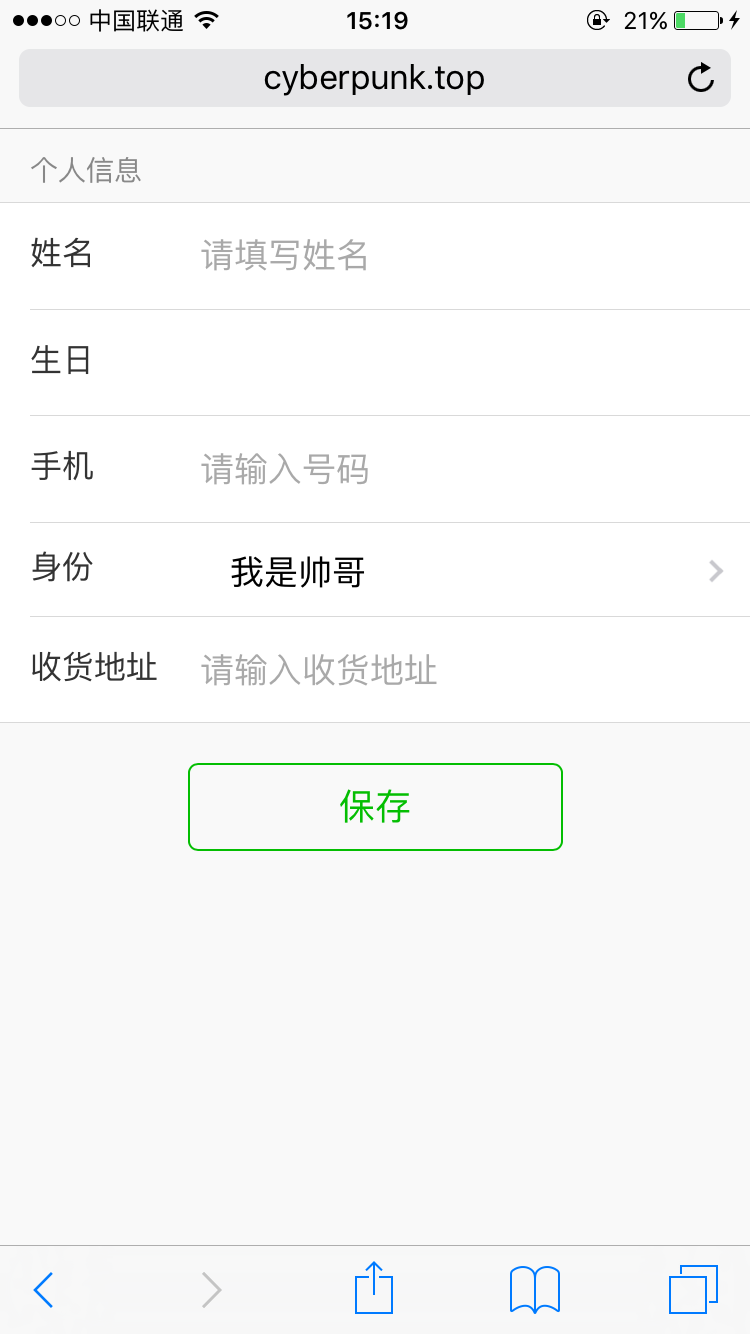 中国联通 15:19 21%
cyberpunk.top
个人信息
姓名 请填写姓名
生日
手机 请输入号码
身份 我是帅哥
收货地址 请输入收货地址
保存